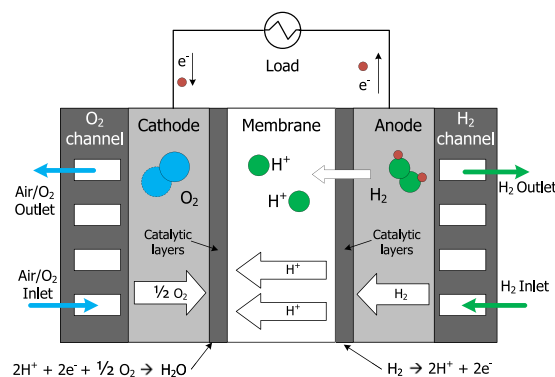 e-
Load
e-
O2
channel
Cathode
Membrane
Anode
H2
channel
O2
H+
H+
H2
Air/O2
Outlet
H2 Outlet
Catalytic
layers
Catalytic
layers
Air/O2
Inlet
½ O2
H+
H+
H2
H2 Inlet
2H+ + 2e- + ½ O2 → H2O
H2 → 2H+ + 2e-